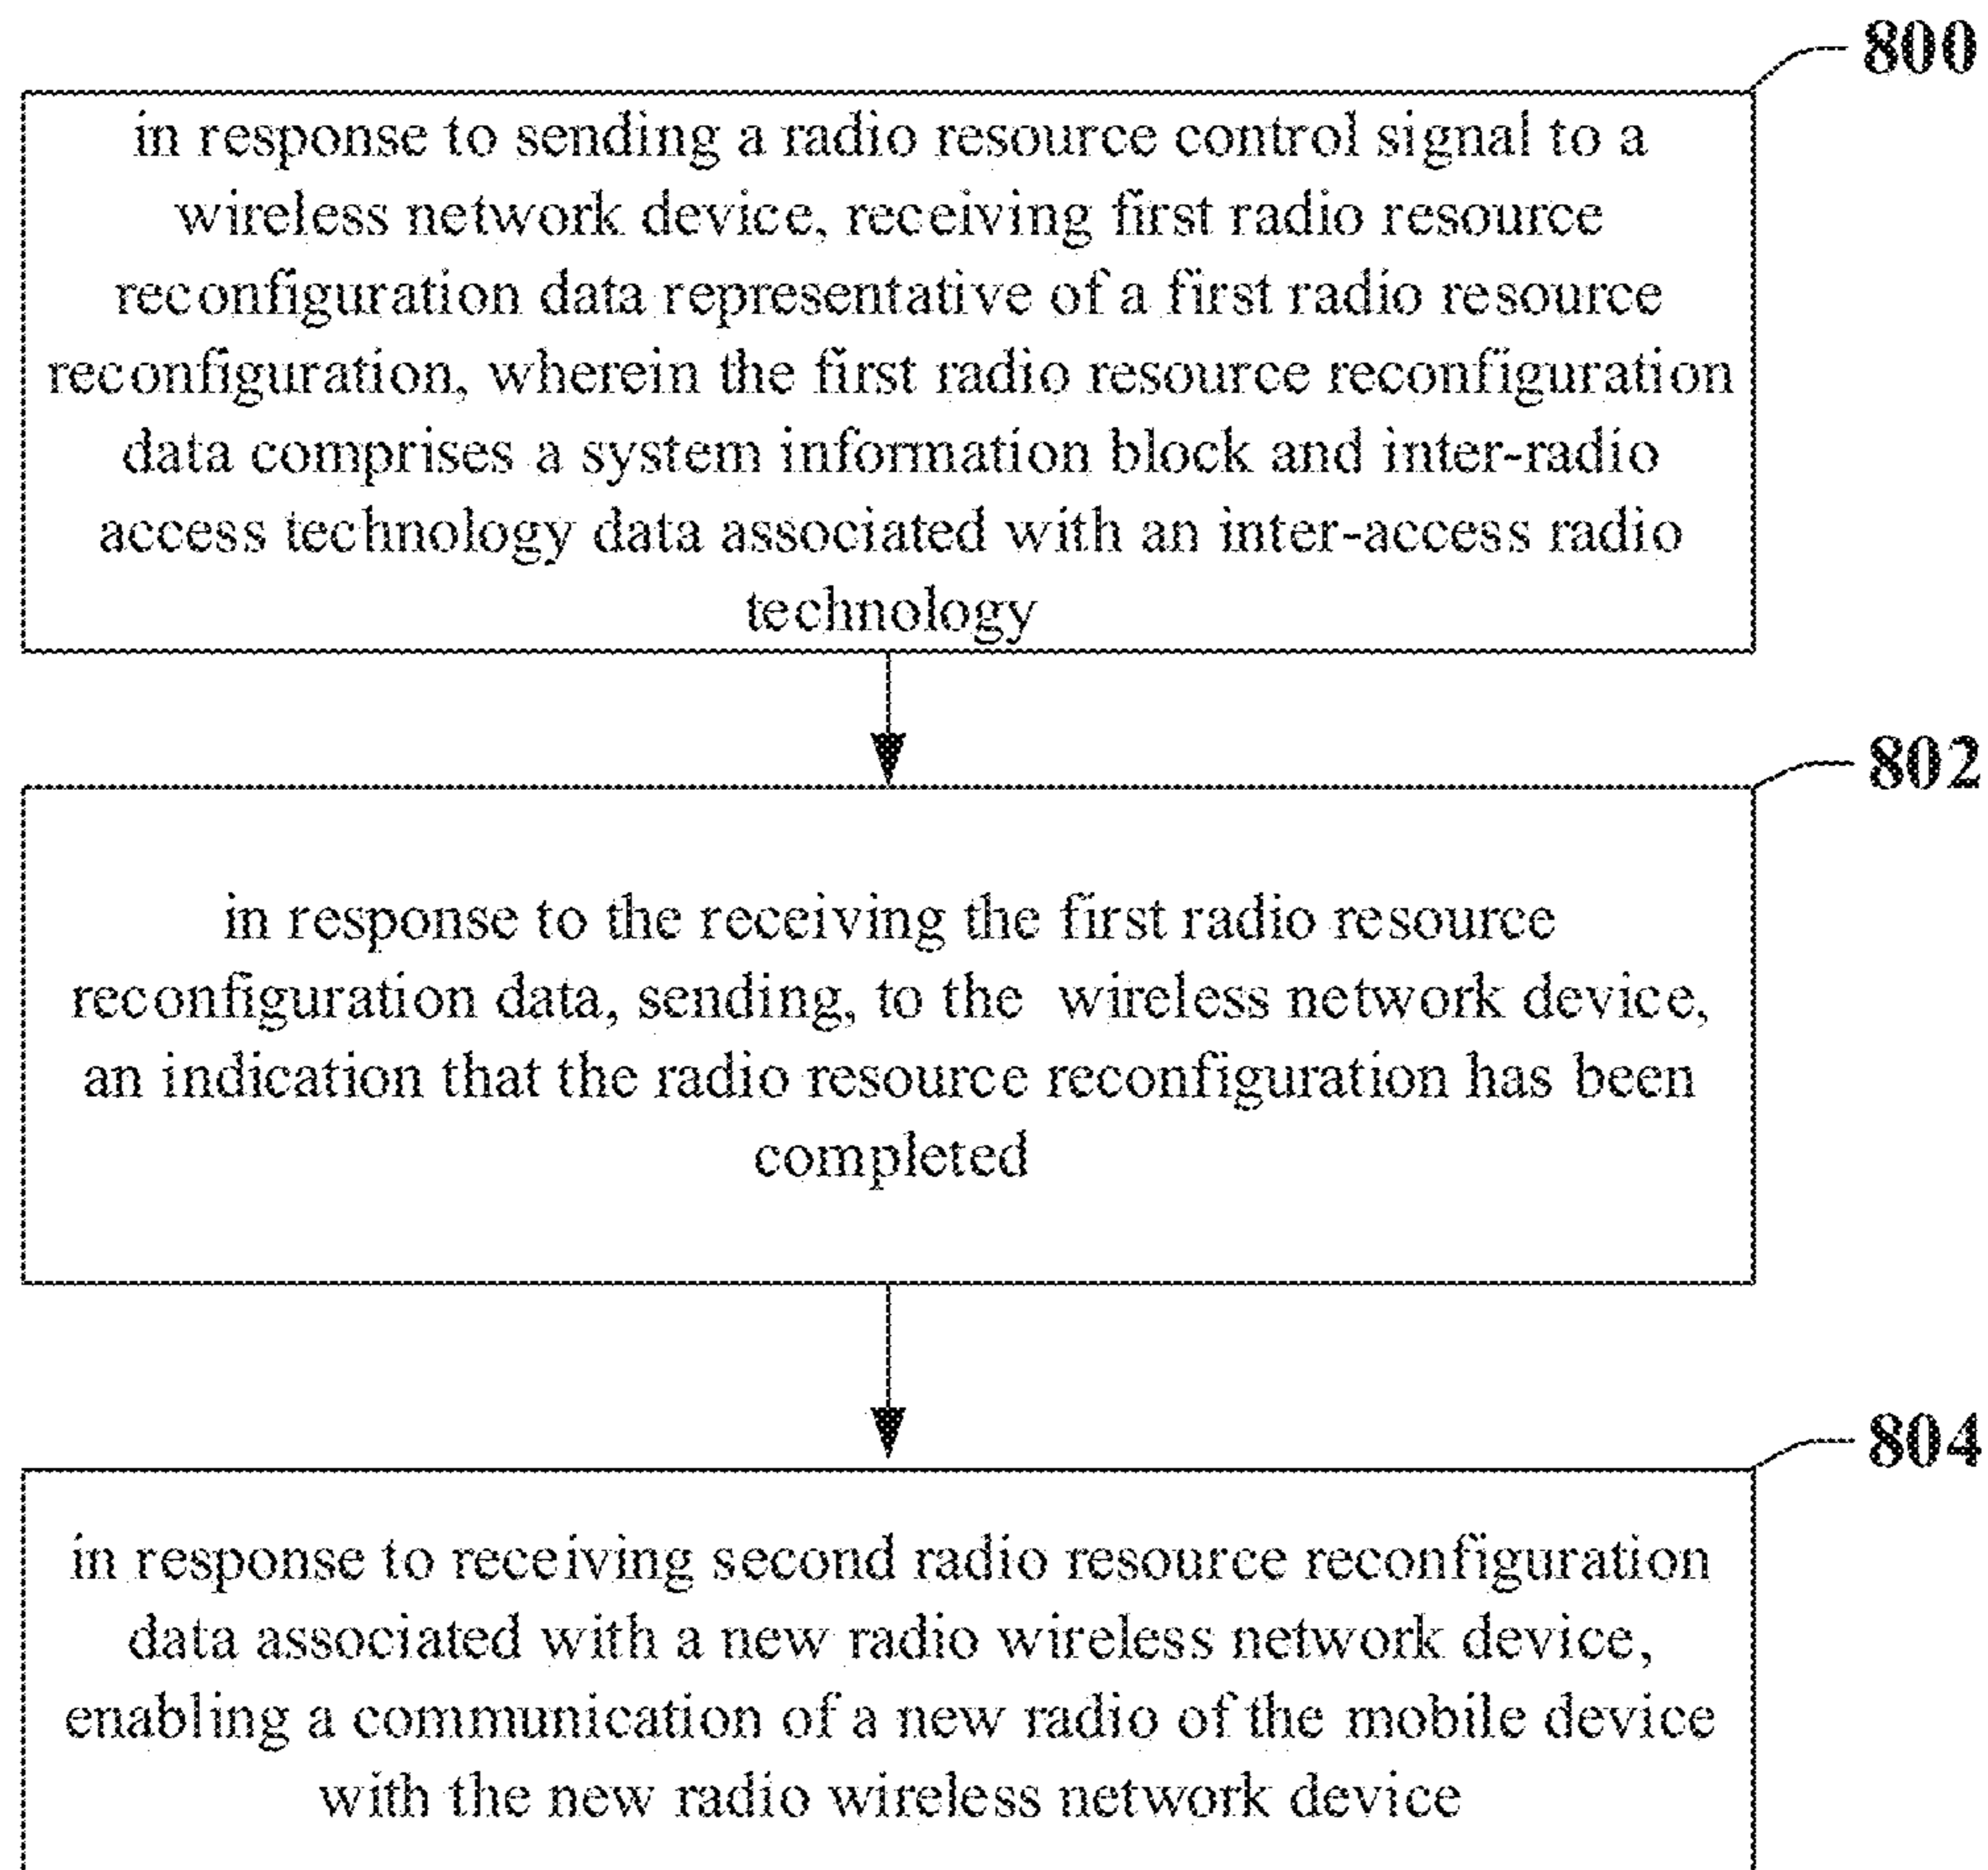 800
in response to sending a radio resource control signal to a
wireless network device, receiving first radio resource
reconfiguration data representative of a first radio resource
reconfiguration, wherein the first radio resource reconfiguration
data comprises a system information block and inter-radio
access technology data associated with an inter-access radio
technology
802
in response to the receiving the first radio resource
reconfiguration data, sending, to the wireless network device,
an indication that the radio resource reconfiguration has been
completed
804
in response to receiving second radio resource reconfiguration
data associated with a new radio wireless network device,
enabling a communication of a new radio of the mobile device
with the new radio wireless network device